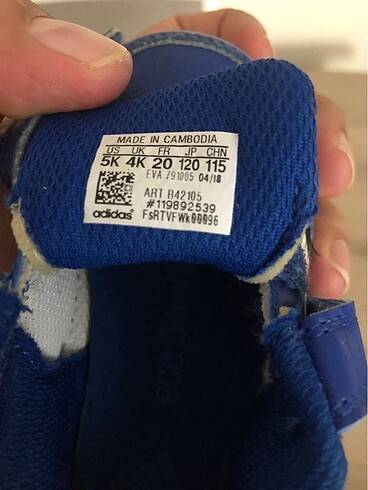 MADE IN CAMBODIA
US UK FR JP CHN
5K 4K 20 120 115
EVA 791005 04/18
ART B42105
#119892539
adidas® FsRTVFWk00096